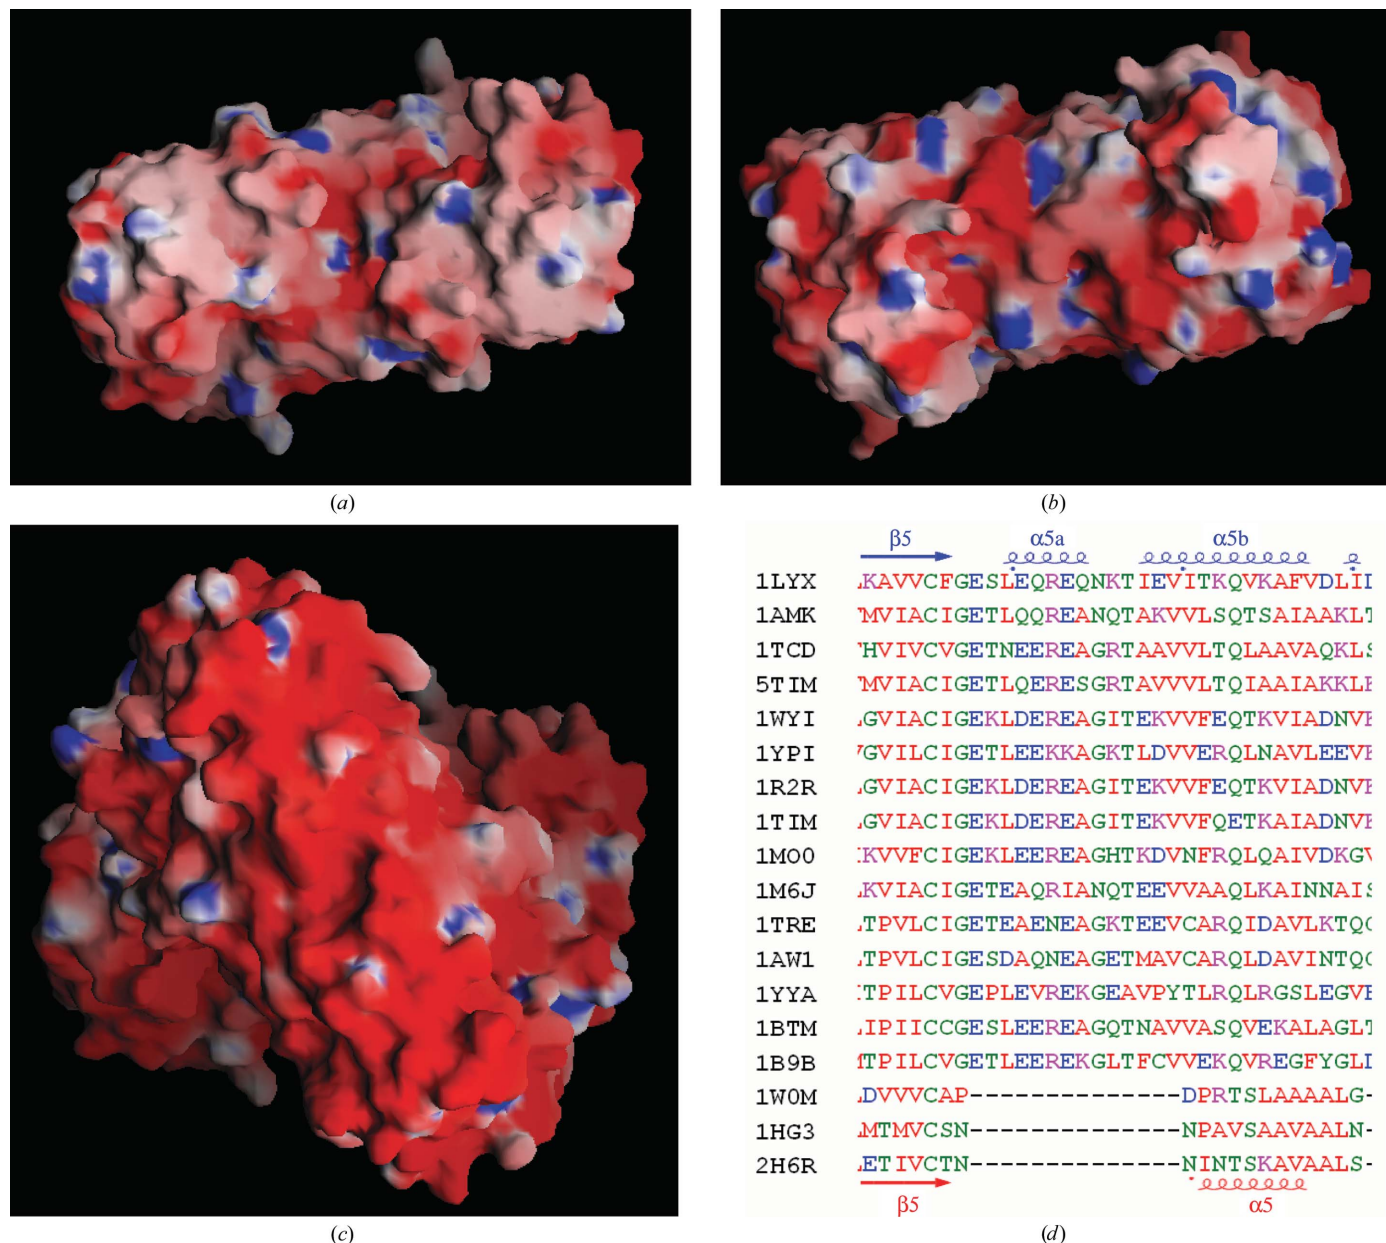 (a)
(b)
β5 α5a α5b
1LYX KAVVCFGESLEQREQNKTIEVITKQVKAFVDLI
1AMK MVIACIGETLQQREANQTAKVVLSQTSAIAAKL
1TCD HVIVCVGETNEEREAGRTAAVVLTQLAAVAQKL
5TIM MVIACIGETLQERESGRTAVVVLTQIAAIAKKL
1WYI GVIACIGEKLDEREAGITEKVVFEQTKVIADNV
1YPI GVILCIGETLEEKKAGKTLDVVERQLNAVLEEV
1R2R GVIACIGEKLDEREAGITEKVVFEQTKVIADNV
1TIM GVIACIGEKLDEREAGITEKVVFQETKAIADNV
1MO0 KVVFCIGEKLEEREAGHTKDVNFRQLQAIVDKG
1M6J KVIACIGETEAQRIANQTEEVVAAQLKAINNAI
1TRE TPVLCIGETEAENEAGKTEEVCARQIDAVLKTQ
1AW1 TPVLCIGESDAQNEAGETMAVCARQLDAVINTQ
1YYA TPILCVGEPLEVREKGEAVPYTLRQLRGSLEGV
1BTM IPIICCGESLEEREAGQTNAVVASQVEKALAGL
1B9B TPILCVGETLEEREKGLTFCVVEKQVREGFYGL
1W0M DVVVCAP--------------DPRTSLAAAALG-
1HG3 MTMVCSN--------------NPAVSAAVAALN-
2H6R ETIVCTN--------------NINTSKAVAALS-
β5 α5
(c)
(d)